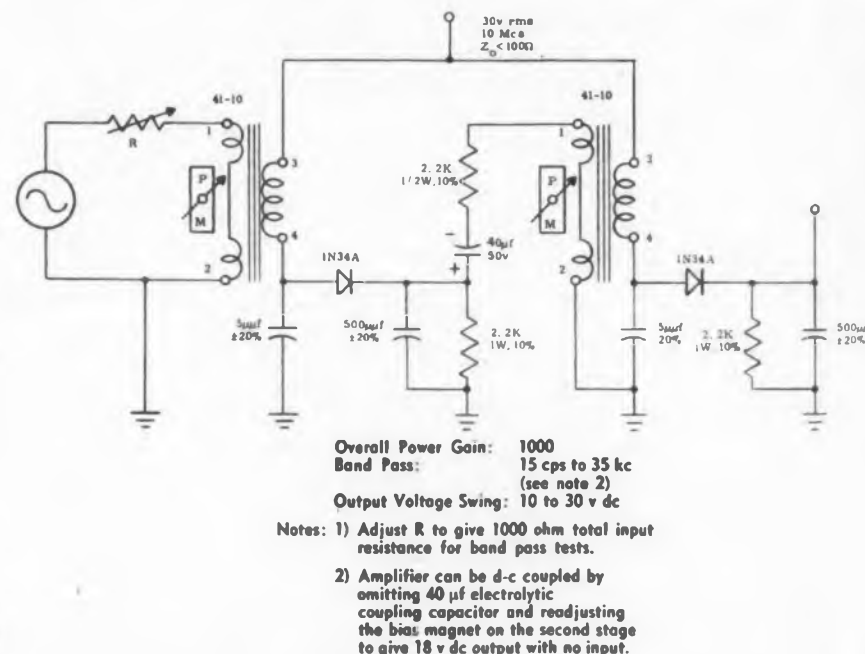 30v rms
10 Mcs
Zo <100Ω
41-10
41-10
R
1
2
3
4
P
M
2.2K
1/2W, 10%
-
40µf
50v
+
1
2
3
4
P
M
1N34A
1N34A
5µµf
±20%
500µµf
±20%
2.2K
1W, 10%
5µµf
20%
2.2K
1W, 10%
500µµf
±20%
Overall Power Gain: 1000
Band Pass: 15 cps to 35 kc
(see note 2)
Output Voltage Swing: 10 to 30 v dc
Notes: 1) Adjust R to give 1000 ohm total input
resistance for band pass tests.
2) Amplifier can be d-c coupled by
omitting 40 µf electrolytic
coupling capacitor and readjusting
the bias magnet on the second stage
to give 18 v dc output with no input.